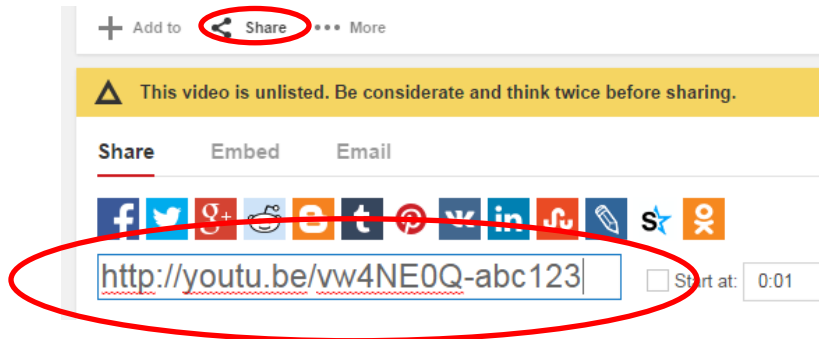 Add to Share ••• More
This video is unlisted. Be considerate and think twice before sharing.
Share Embed Email
f g+ B t p w in S
http://youtu.be/vw4NE0Q-abc123 Start at: 0:01